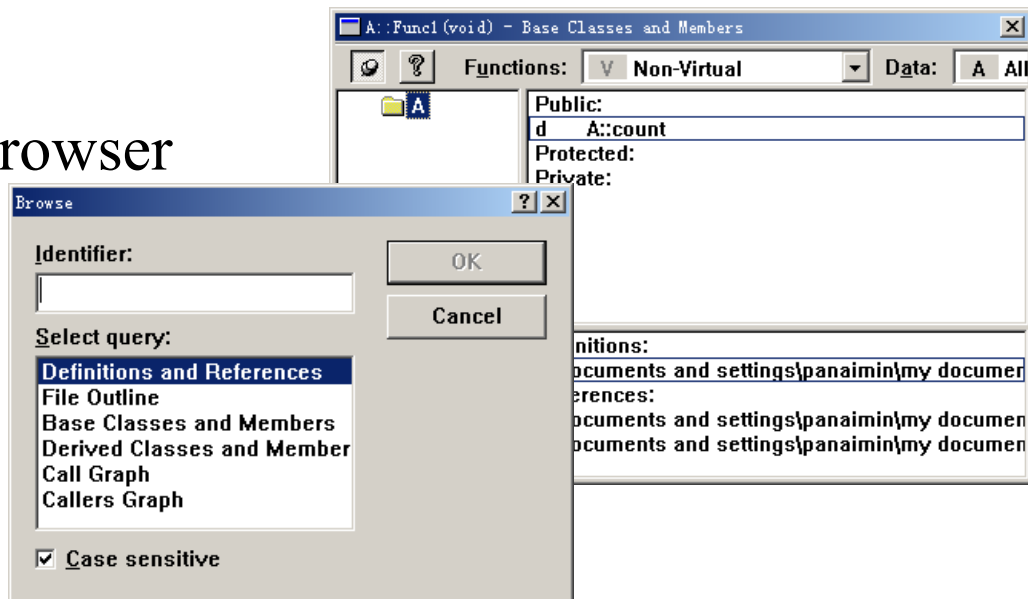 A::Func1(void) - Base Classes and Members
Functions: V Non-Virtual Data: A All
A
Public:
d A::count
Protected:
Private:
rowser
Browse
Identifier:
OK
Cancel
Select query:
Definitions and References
File Outline
Base Classes and Members
Derived Classes and Member
Call Graph
Callers Graph
Case sensitive
nitions:
ocuments and settings\panaimin\my documen
erences:
ocuments and settings\panaimin\my documen
ocuments and settings\panaimin\my documen